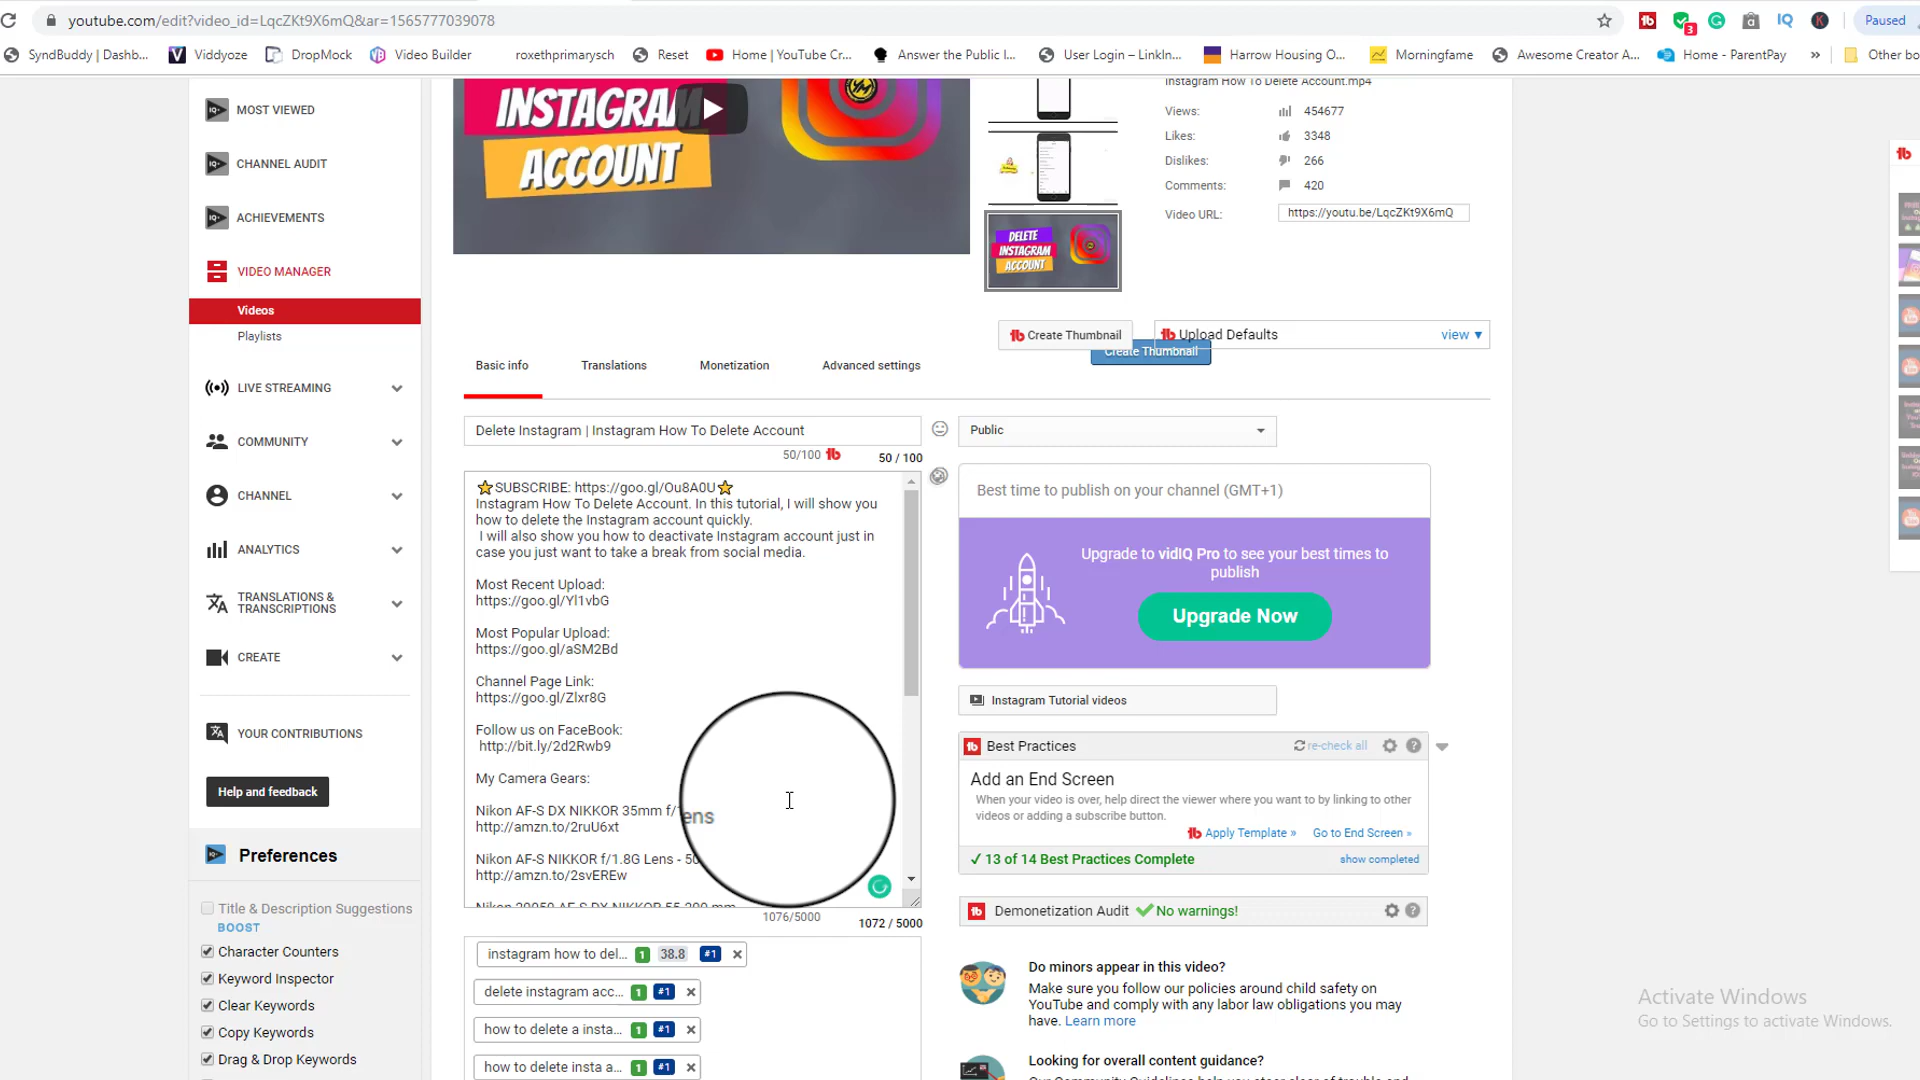 youtube.com/edit?video_id=LqcZKt9X6mQ&ar=1565777039078
Paused
SyndBuddy | Dashb...
Viddyoze
DropMock
Video Builder
roxethprimarysch
Reset
Home | YouTube Cr...
Answer the Public I...
User Login – LinkIn...
Harrow Housing O...
Morningfame
Awesome Creator A...
Home - ParentPay
»
Other bo
MOST VIEWED
CHANNEL AUDIT
ACHIEVEMENTS
VIDEO MANAGER
Videos
Playlists
LIVE STREAMING
COMMUNITY
CHANNEL
ANALYTICS
TRANSLATIONS &
TRANSCRIPTIONS
CREATE
YOUR CONTRIBUTIONS
Help and feedback
Preferences
Title & Description Suggestions
BOOST
Character Counters
Keyword Inspector
Clear Keywords
Copy Keywords
Drag & Drop Keywords
INSTAGRAM
ACCOUNT
DELETE
INSTAGRAM
ACCOUNT
Instagram How To Delete Account.mp4
Views: 454677
Likes: 3348
Dislikes: 266
Comments: 420
Video URL: https://youtu.be/LqcZKt9X6mQ
Create Thumbnail
Upload Defaults
view ▼
Create Thumbnail
Basic info
Translations
Monetization
Advanced settings
Delete Instagram | Instagram How To Delete Account
50/100
50 / 100
Public
⭐SUBSCRIBE: https://goo.gl/Ou8A0U⭐
Instagram How To Delete Account. In this tutorial, I will show you
how to delete the Instagram account quickly.
I will also show you how to deactivate Instagram account just in
case you just want to take a break from social media.
Most Recent Upload:
https://goo.gl/Yl1vbG
Most Popular Upload:
https://goo.gl/aSM2Bd
Channel Page Link:
https://goo.gl/Zlxr8G
Follow us on FaceBook:
http://bit.ly/2d2Rwb9
My Camera Gears:
Nikon AF-S DX NIKKOR 35mm f/
ens
http://amzn.to/2ruU6xt
Nikon AF-S NIKKOR f/1.8G Lens - 50
http://amzn.to/2svEREw
1076/5000
1072 / 5000
instagram how to del... 1 38.8 #1 ×
delete instagram acc... 1 #1 ×
how to delete a insta... 1 #1 ×
how to delete insta a... 1 #1 ×
Best time to publish on your channel (GMT+1)
Upgrade to vidIQ Pro to see your best times to
publish
Upgrade Now
Instagram Tutorial videos
Best Practices
re-check all
Add an End Screen
When your video is over, help direct the viewer where you want to by linking to other
videos or adding a subscribe button.
Apply Template »
Go to End Screen »
✓ 13 of 14 Best Practices Complete
show completed
Demonetization Audit
No warnings!
Do minors appear in this video?
Make sure you follow our policies around child safety on
YouTube and comply with any labor law obligations you may
have. Learn more
Looking for overall content guidance?
Activate Windows
Go to Settings to activate Windows.